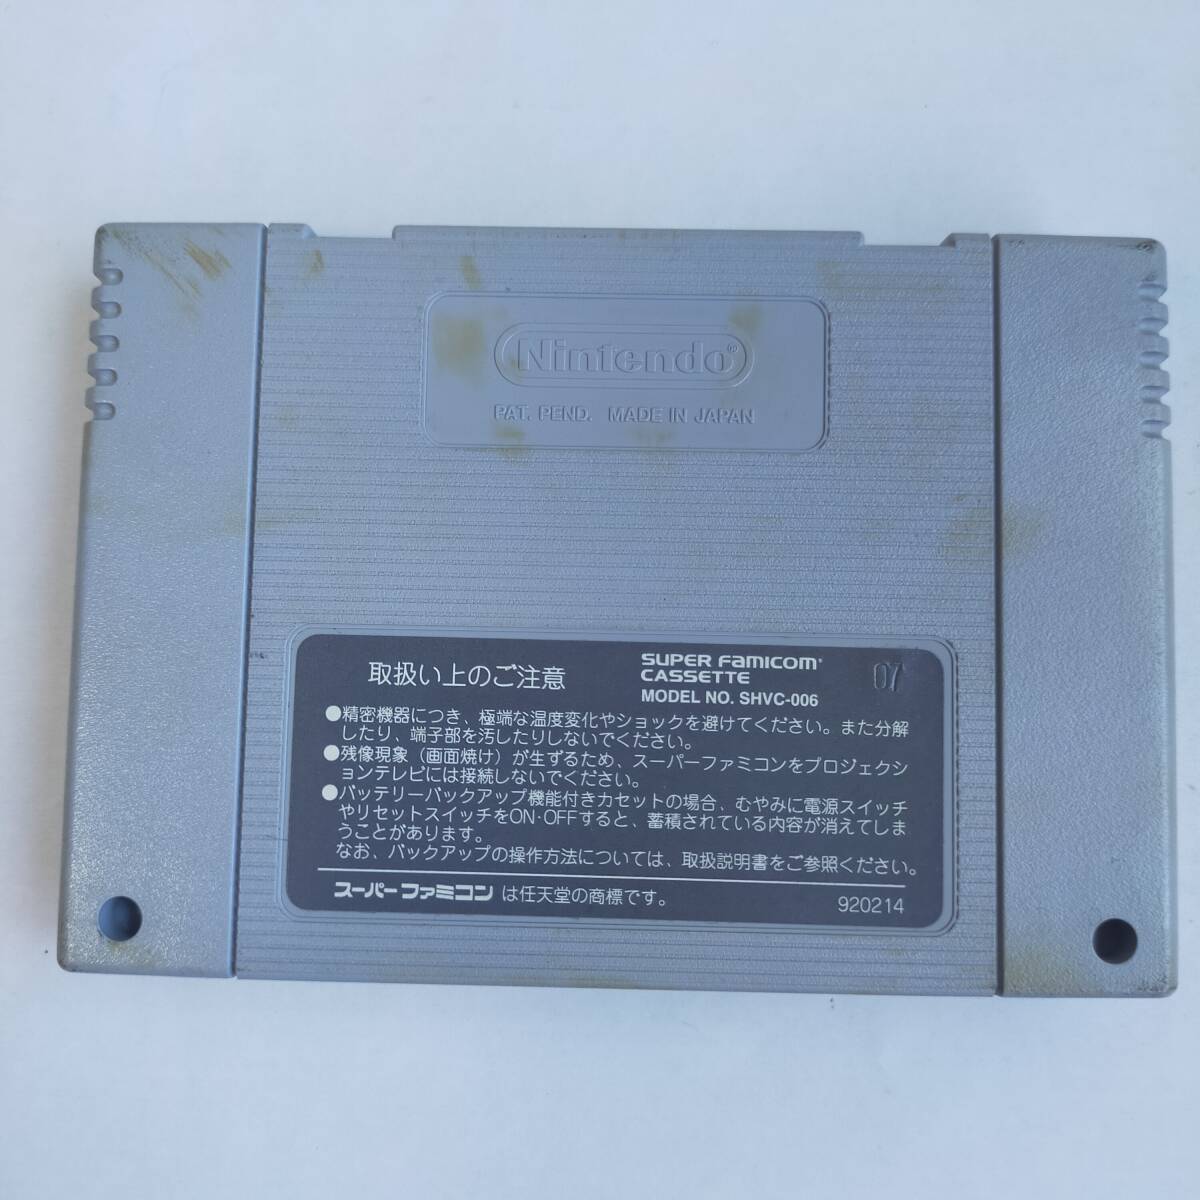 Nintendo®
PAT. PEND. MADE IN JAPAN
取扱い上のご注意
SUPER FAMICOM®
CASSETTE
MODEL NO. SHVC-006
07
●精密機器につき、極端な温度変化やショックを避けてください。また分解
したり、端子部を汚したりしないでください。
●残像現象（画面焼け）が生ずるため、スーパーファミコンをプロジェクシ
ョンテレビには接続しないでください。
●バッテリーバックアップ機能付きカセットの場合、むやみに電源スイッチ
やリセットスイッチをON・OFFすると、蓄積されている内容が消えてしま
うことがあります。
なお、バックアップの操作方法については、取扱説明書をご参照ください。
スーパーファミコンは任天堂の商標です。
920214